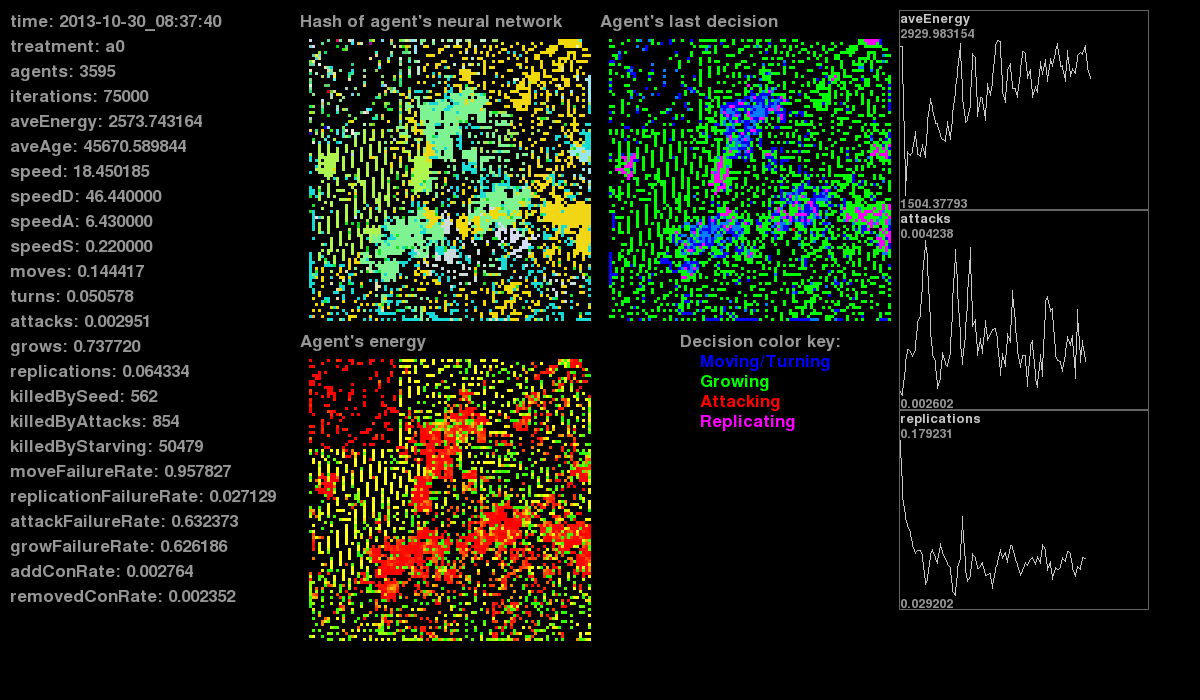 time: 2013-10-30_08:37:40
treatment: a0
agents: 3595
iterations: 75000
aveEnergy: 2573.743164
aveAge: 45670.589844
speed: 18.450185
speedD: 46.440000
speedA: 6.430000
speedS: 0.220000
moves: 0.144417
turns: 0.050578
attacks: 0.002951
grows: 0.737720
replications: 0.064334
killedBySeed: 562
killedByAttacks: 854
killedByStarving: 50479
moveFailureRate: 0.957827
replicationFailureRate: 0.027129
attackFailureRate: 0.632373
growFailureRate: 0.626186
addConRate: 0.002764
removedConRate: 0.002352
Hash of agent's neural network
Agent's last decision
Agent's energy
Decision color key:
Moving/Turning
Growing
Attacking
Replicating
aveEnergy
2929.983154
1504.37793
attacks
0.004238
0.002602
replications
0.179231
0.029202